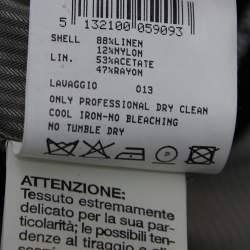 5 132100 059093
SHELL 88%LINEN
12%NYLON
LIN. 53%ACETATE
47%RAYON
LAVAGGIO 013
ONLY PROFESSIONAL DRY CLEAN
COOL IRON-NO BLEACHING
NO TUMBLE DRY
ATTENZIONE:
Tessuto estremamente
delicato per la sua par-
ticolarità; le possibili ten-
denze al tiraggio e allo